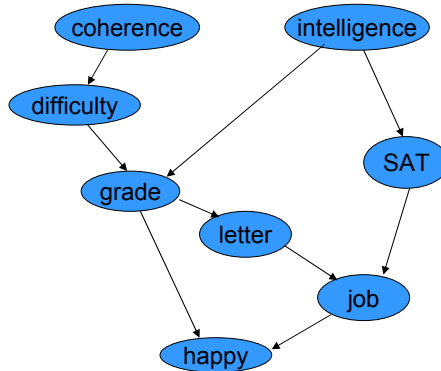 coherence
intelligence
difficulty
SAT
grade
letter
job
happy